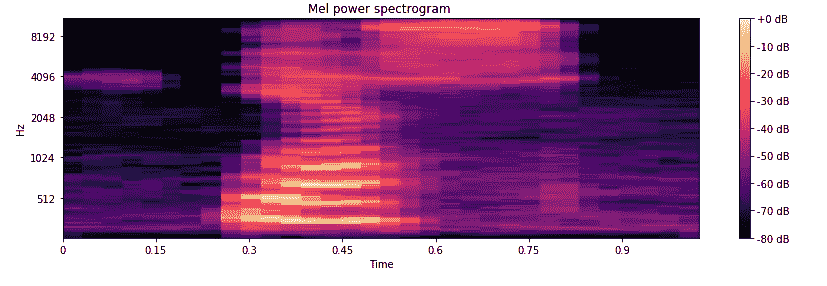 Mel power spectrogram
Hz
8192
4096
2048
1024
512
0
0.15
0.3
0.45
0.6
0.75
0.9
Time
+0 dB
-10 dB
-20 dB
-30 dB
-40 dB
-50 dB
-60 dB
-70 dB
-80 dB